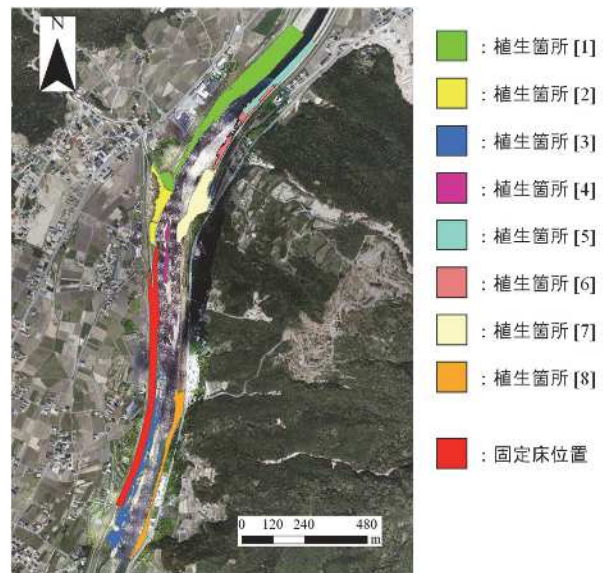 N
：植生箇所 [1]
：植生箇所 [2]
：植生箇所 [3]
：植生箇所 [4]
：植生箇所 [5]
：植生箇所 [6]
：植生箇所 [7]
：植生箇所 [8]
：固定床位置
0 120 240 480
m